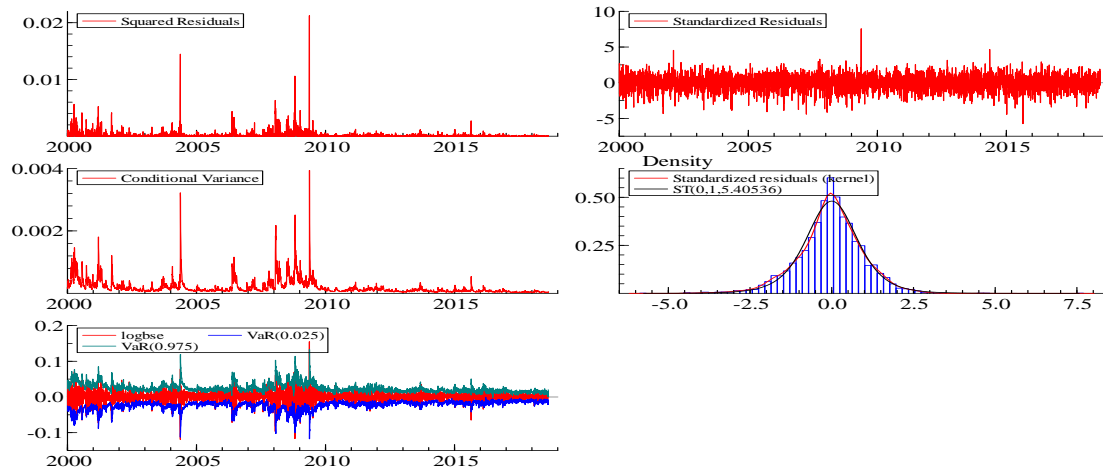 Squared Residuals
0.02
0.01
2000 2005 2010 2015
Standardized Residuals
10
5
0
-5
2000 2005 2010 2015
Conditional Variance
0.004
0.002
2000 2005 2010 2015
Density
Standardized residuals (kernel)
ST(0,1,5.40536)
0.50
0.25
-5.0 -2.5 0.0 2.5 5.0 7.5
logbse VaR(0.025)
VaR(0.975)
0.2
0.1
0.0
-0.1
2000 2005 2010 2015